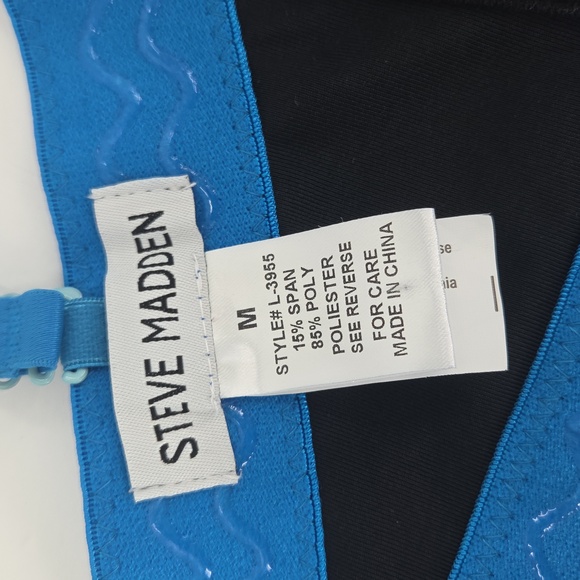 STEVE MADDEN
M
STYLE# L-3955
15% SPAN
85% POLY
POLIESTER
SEE REVERSE
FOR CARE
MADE IN CHINA